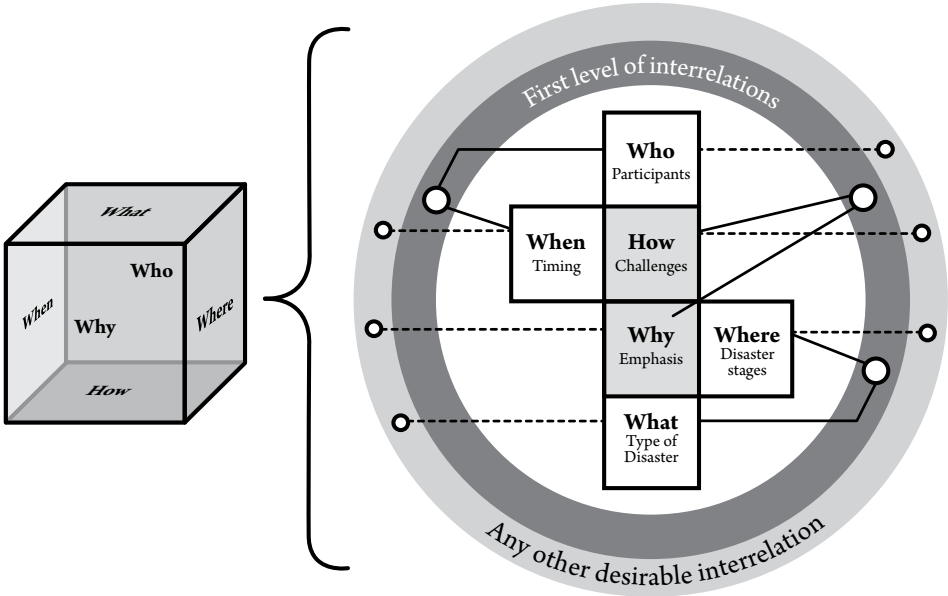 What
Who
When
Where
Why
How
First level of interrelations
Who
Participants
When
Timing
How
Challenges
Why
Emphasis
Where
Disaster
stages
What
Type of
Disaster
Any other desirable interrelation